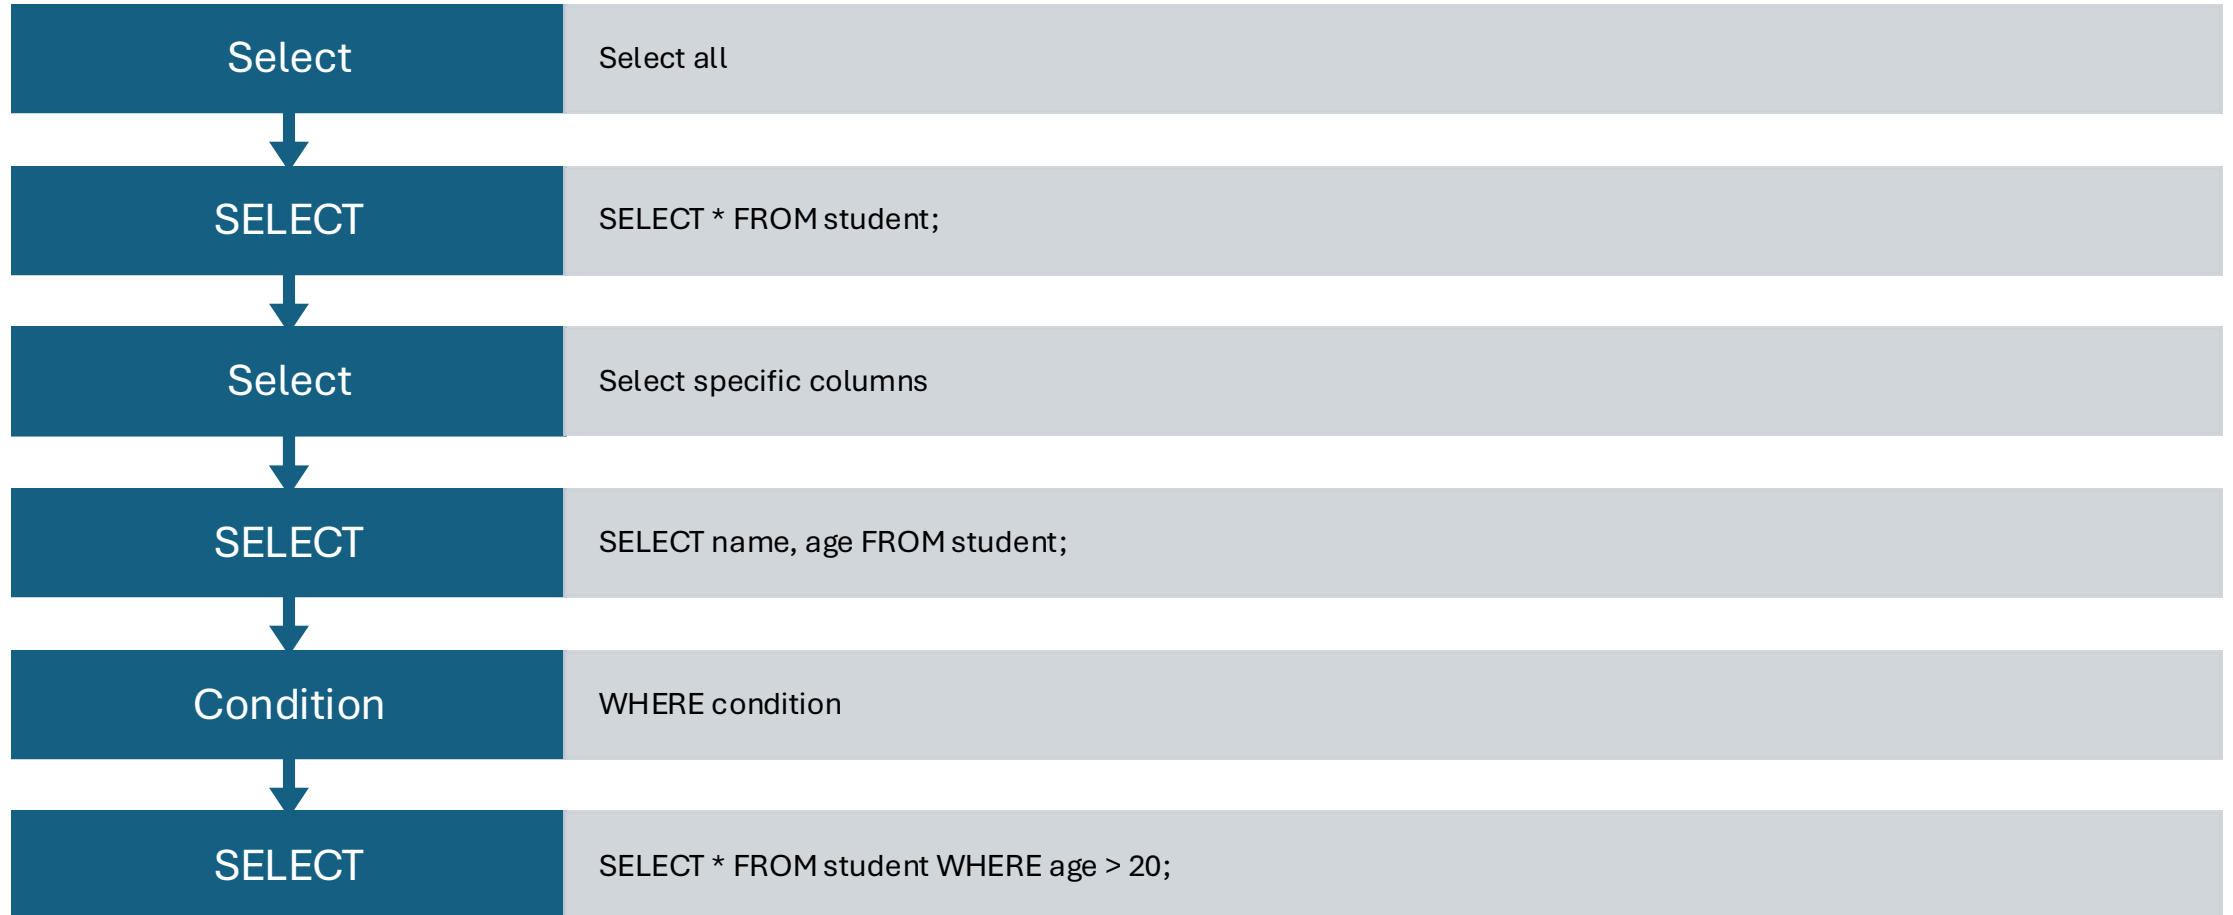 Select
Select all
SELECT
SELECT * FROM student;
Select
Select specific columns
SELECT
SELECT name, age FROM student;
Condition
WHERE condition
SELECT
SELECT * FROM student WHERE age > 20;